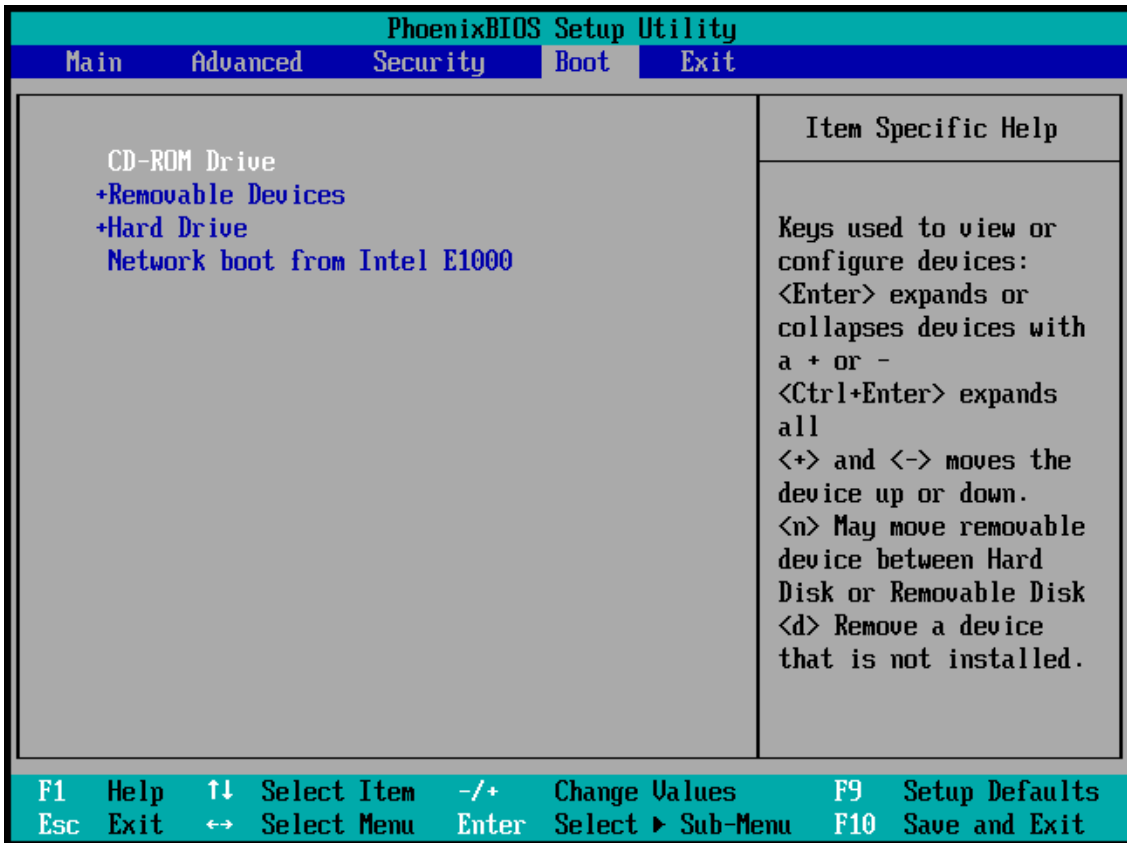 PhoenixBIOS Setup Utility
Main Advanced Security Boot Exit
CD-ROM Drive
+Removable Devices
+Hard Drive
Network boot from Intel E1000
Item Specific Help
Keys used to view or
configure devices:
<Enter> expands or
collapses devices with
a + or -
<Ctrl+Enter> expands
all
<+> and <-> moves the
device up or down.
<n> May move removable
device between Hard
Disk or Removable Disk
<d> Remove a device
that is not installed.
F1 Help ↑↓ Select Item -/+ Change Values F9 Setup Defaults
Esc Exit ↔ Select Menu Enter Select ▶ Sub-Menu F10 Save and Exit